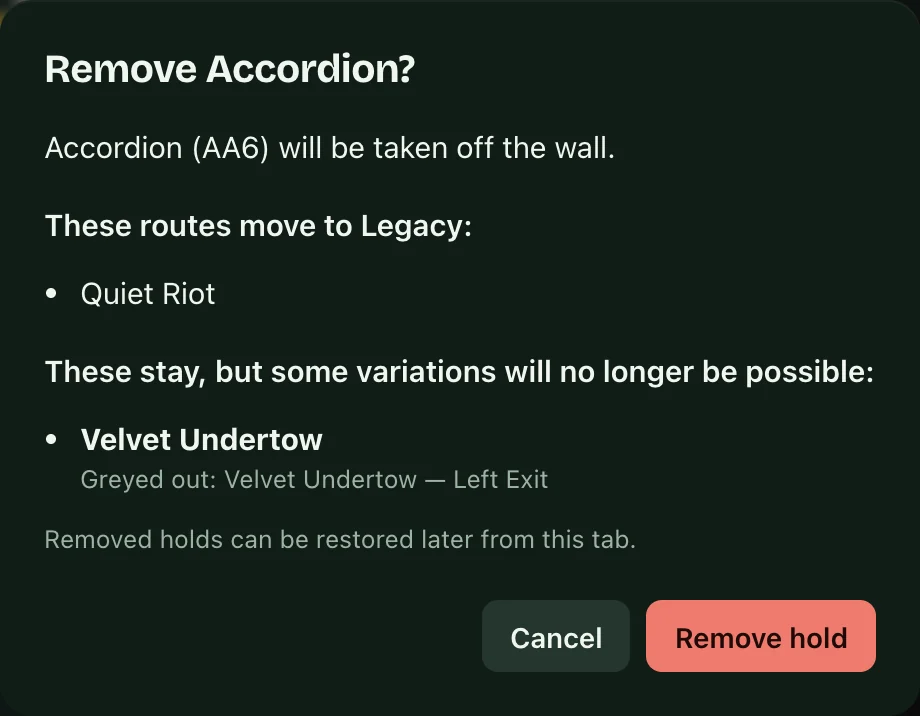 Remove Accordion?
Accordion (AA6) will be taken off the wall.
These routes move to Legacy:
• Quiet Riot
These stay, but some variations will no longer be possible:
• Velvet Undertow
Greyed out: Velvet Undertow — Left Exit
Removed holds can be restored later from this tab.
Cancel Remove hold